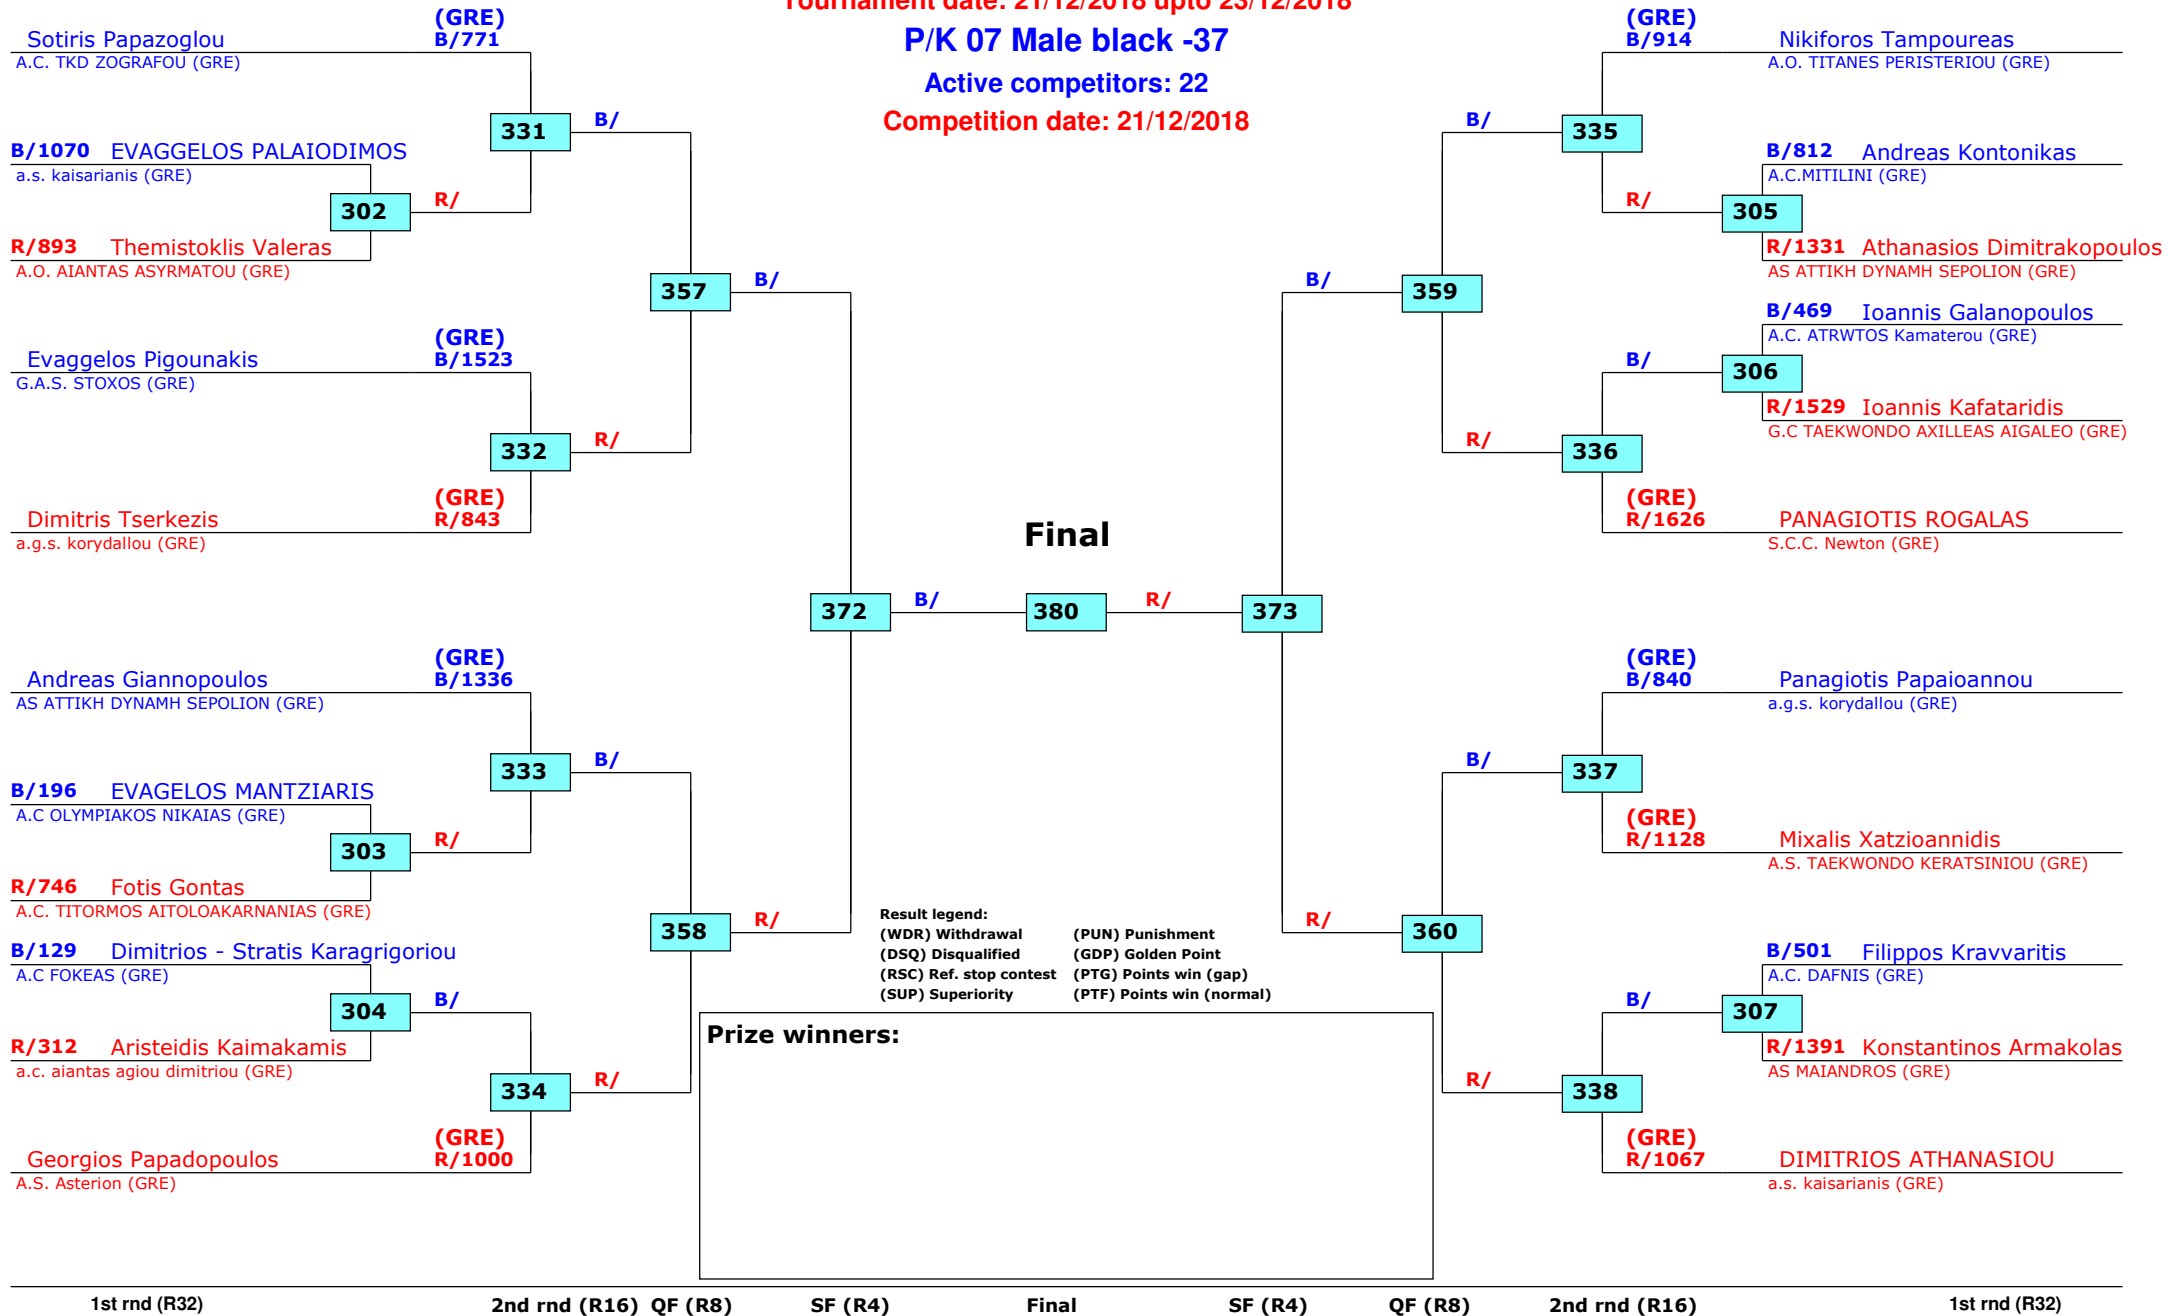 Tournament date: 21/12/2018 upto 23/12/2018
P/K 07 Male black -37
Active competitors: 22
Competition date: 21/12/2018
(GRE)
Sotiris Papazoglou B/771
A.C. TKD ZOGRAFOU (GRE)
331 B/
B/1070 EVAGGELOS PALAIODIMOS
a.s. kaisarianis (GRE)
302 R/
R/893 Themistoklis Valeras
A.O. AIANTAS ASYRMATOU (GRE)
357 B/
(GRE)
Evaggelos Pigounakis B/1523
G.A.S. STOXOS (GRE)
332 R/
(GRE)
Dimitris Tserkezis R/843
a.g.s. korydallou (GRE)
372 B/
(GRE)
Andreas Giannopoulos B/1336
AS ATTIKH DYNAMH SEPOLION (GRE)
333 B/
B/196 EVAGELOS MANTZIARIS
A.C OLYMPIAKOS NIKAIAS (GRE)
303 R/
R/746 Fotis Gontas
A.C. TITORMOS AITOLOAKARNANIAS (GRE)
358 R/
B/129 Dimitrios - Stratis Karagrigoriou
A.C FOKEAS (GRE)
304 B/
R/312 Aristeidis Kaimakamis
a.c. aiantas agiou dimitriou (GRE)
334 R/
(GRE)
Georgios Papadopoulos R/1000
A.S. Asterion (GRE)
Final
380
(GRE)
B/914 Nikiforos Tampoureas
A.O. TITANES PERISTERIOU (GRE)
B/ 335
B/812 Andreas Kontonikas
A.C.MITILINI (GRE)
R/ 305
R/1331 Athanasios Dimitrakopoulos
AS ATTIKH DYNAMH SEPOLION (GRE)
B/ 359
B/469 Ioannis Galanopoulos
A.C. ATRWTOS Kamaterou (GRE)
B/ 306
R/1529 Ioannis Kafataridis
G.C TAEKWONDO AXILLEAS AIGALEO (GRE)
R/ 336
(GRE)
R/1626 PANAGIOTIS ROGALAS
S.C.C. Newton (GRE)
R/ 373
(GRE)
B/840 Panagiotis Papaioannou
a.g.s. korydallou (GRE)
B/ 337
(GRE)
R/1128 Mixalis Xatzioannidis
A.S. TAEKWONDO KERATSINIOU (GRE)
R/ 360
B/501 Filippos Kravvaritis
A.C. DAFNIS (GRE)
B/ 307
R/1391 Konstantinos Armakolas
AS MAIANDROS (GRE)
R/ 338
(GRE)
R/1067 DIMITRIOS ATHANASIOU
a.s. kaisarianis (GRE)
Result legend:
(WDR) Withdrawal (PUN) Punishment
(DSQ) Disqualified (GDP) Golden Point
(RSC) Ref. stop contest (PTG) Points win (gap)
(SUP) Superiority (PTF) Points win (normal)
Prize winners:
1st rnd (R32) 2nd rnd (R16) QF (R8) SF (R4) Final SF (R4) QF (R8) 2nd rnd (R16) 1st rnd (R32)